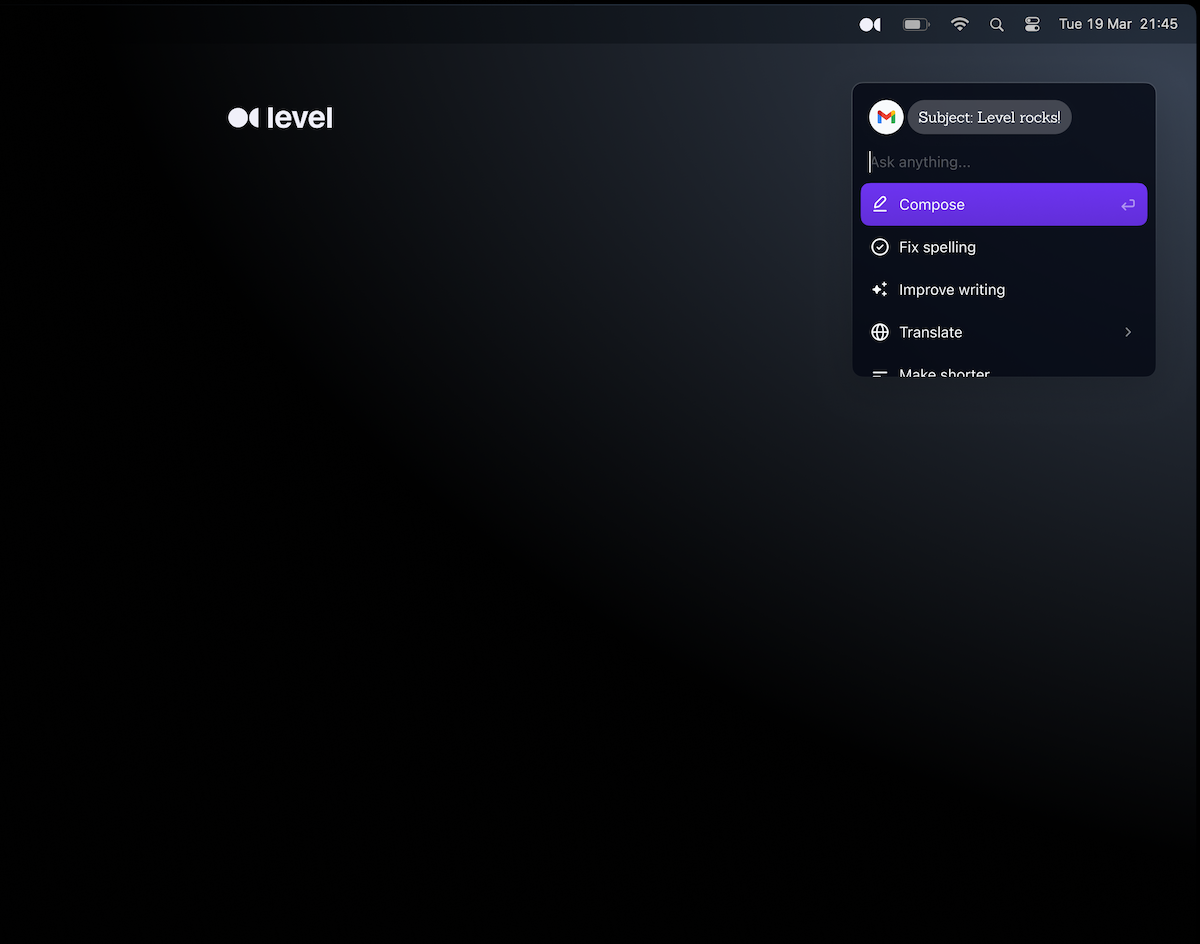 Tue 19 Mar 21:45
level
Subject: Level rocks!
Ask anything...
Compose
Fix spelling
Improve writing
Translate
Make shorter